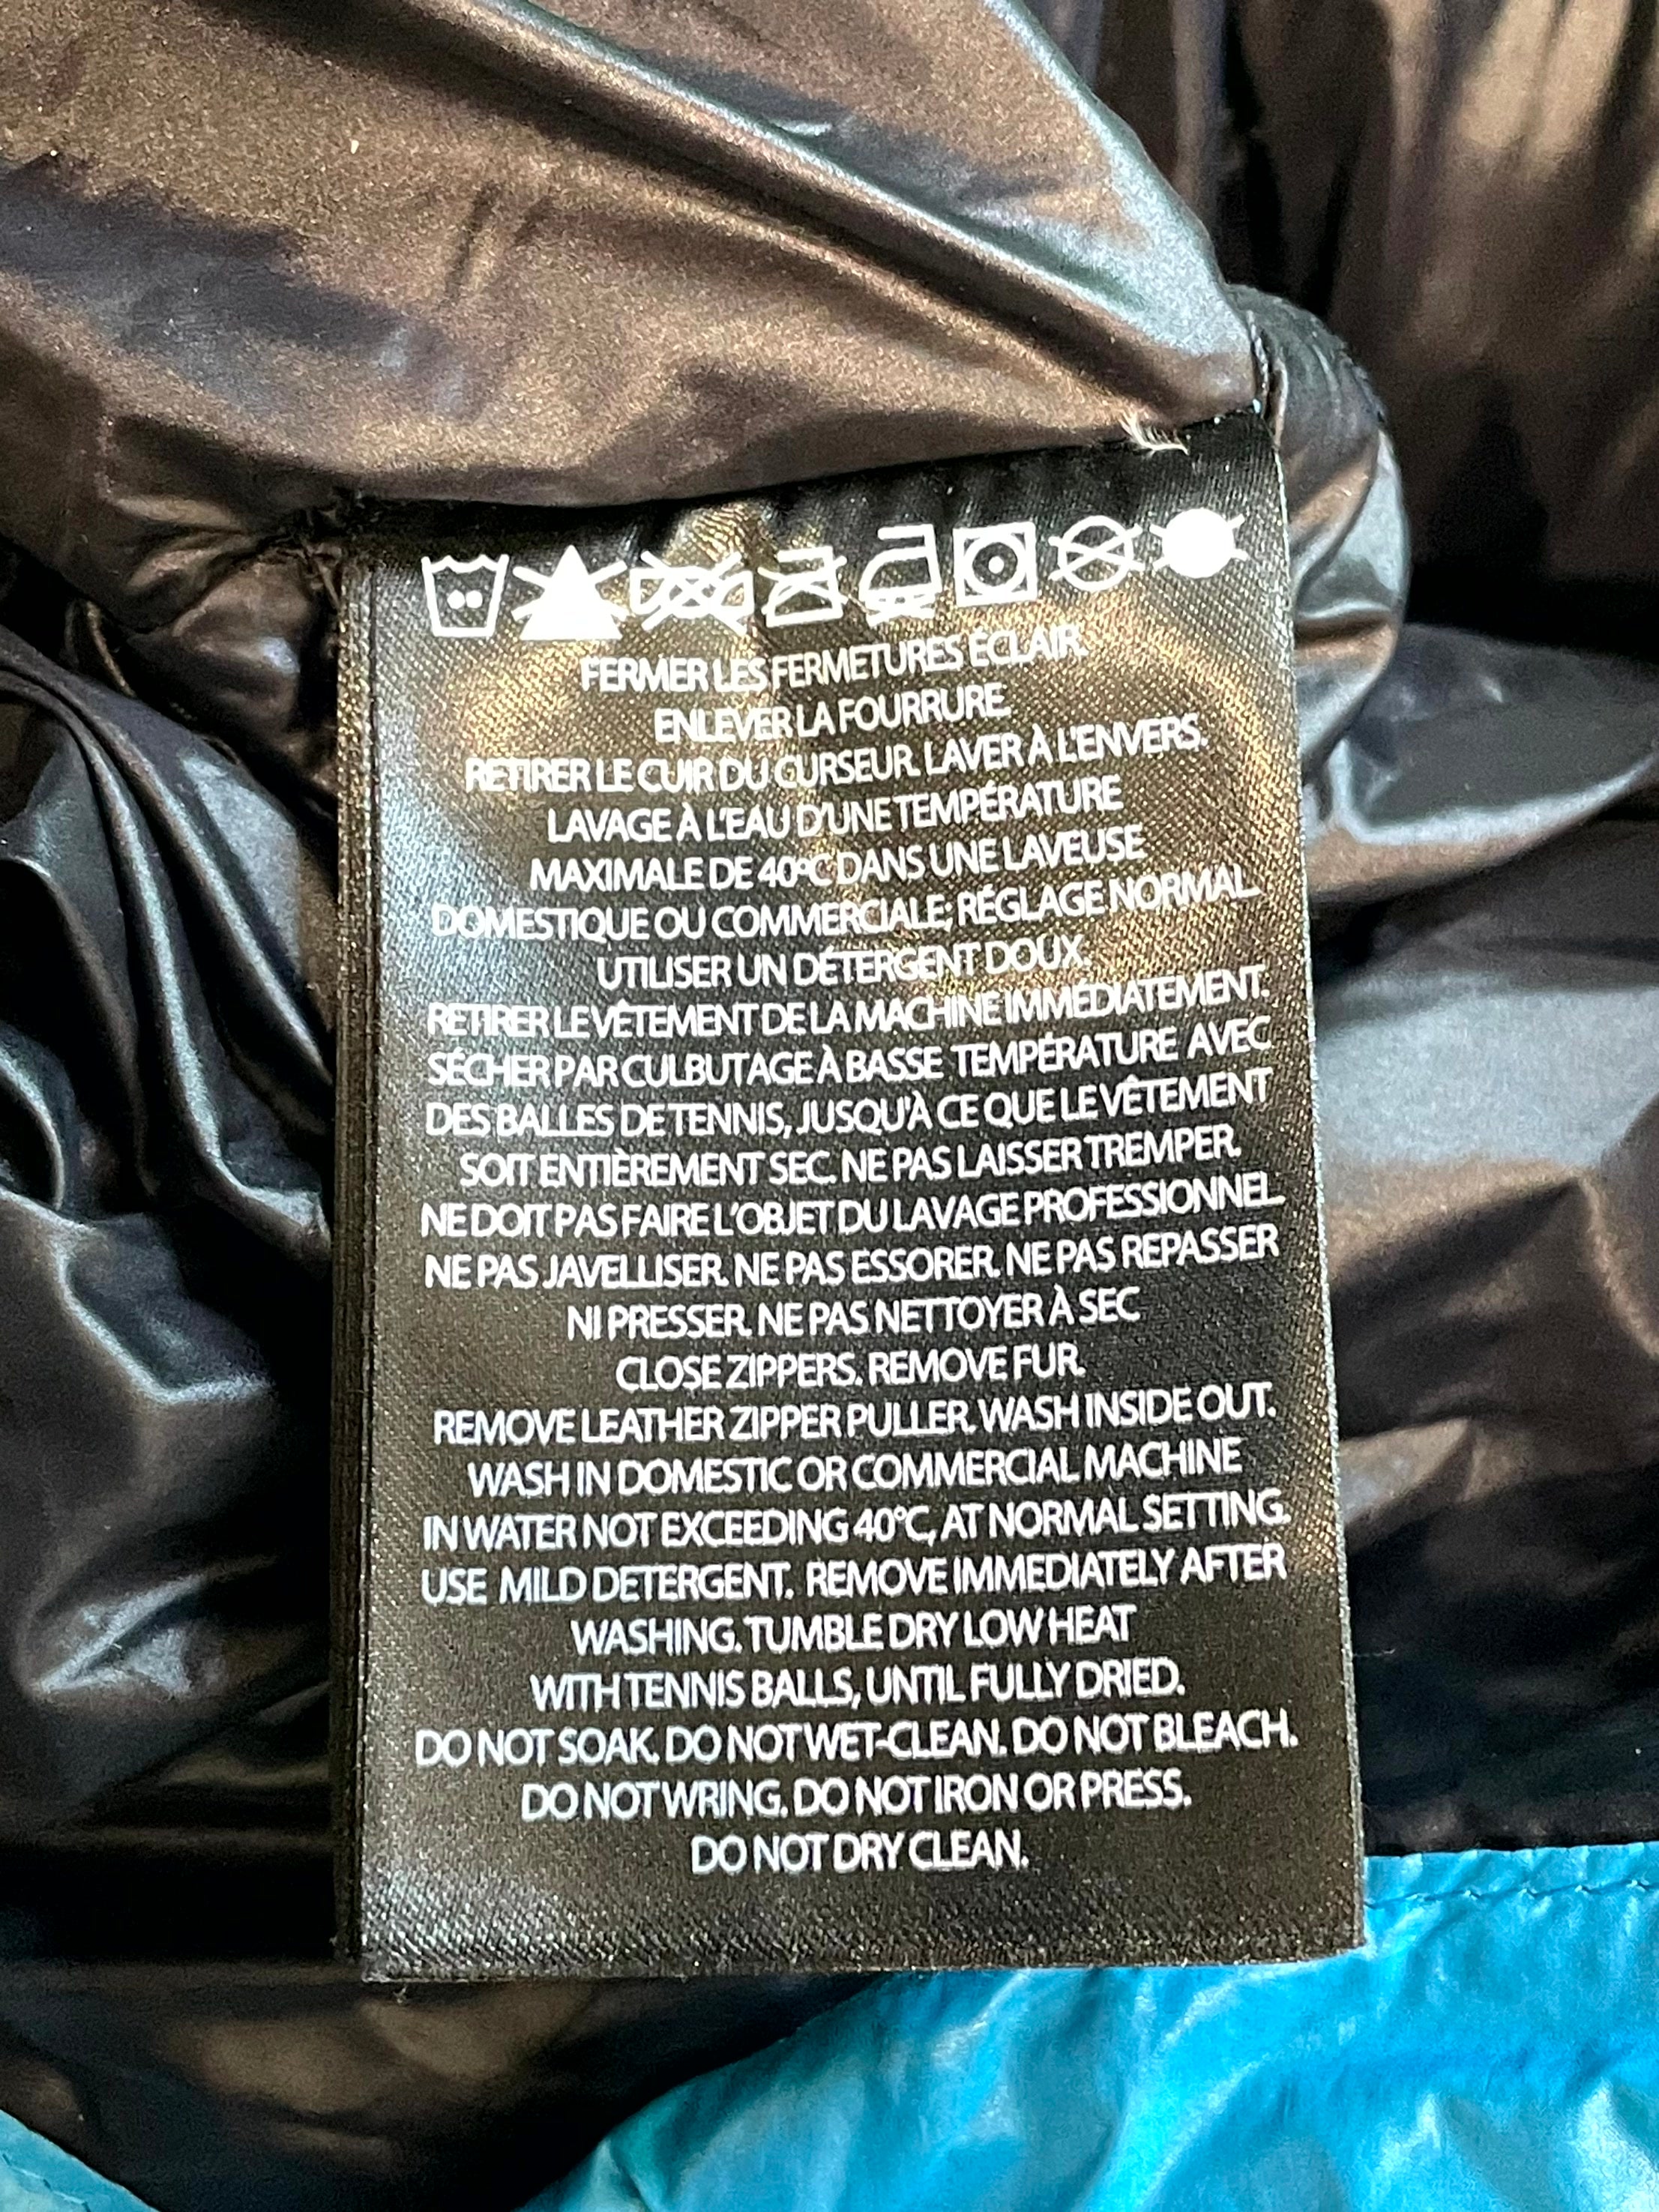 FERMER LES FERMETURES ÉCLAIR.
ENLEVER LA FOURRURE.
RETIRER LE CUIR DU CURSEUR. LAVER À L'ENVERS.
LAVAGE À L'EAU D'UNE TEMPÉRATURE
MAXIMALE DE 40ºC DANS UNE LAVEUSE
DOMESTIQUE OU COMMERCIALE; RÉGLAGE NORMAL.
UTILISER UN DÉTERGENT DOUX.
RETIRER LE VÊTEMENT DE LA MACHINE IMMÉDIATEMENT.
SÉCHER PAR CULBUTAGE À BASSE TEMPÉRATURE AVEC
DES BALLES DE TENNIS, JUSQU'À CE QUE LE VÊTEMENT
SOIT ENTIÈREMENT SEC. NE PAS LAISSER TREMPER.
NE DOIT PAS FAIRE L'OBJET DU LAVAGE PROFESSIONNEL.
NE PAS JAVELLISER. NE PAS ESSORER. NE PAS REPASSER
NI PRESSER. NE PAS NETTOYER À SEC
CLOSE ZIPPERS. REMOVE FUR.
REMOVE LEATHER ZIPPER PULLER. WASH INSIDE OUT.
WASH IN DOMESTIC OR COMMERCIAL MACHINE
IN WATER NOT EXCEEDING 40°C, AT NORMAL SETTING.
USE MILD DETERGENT. REMOVE IMMEDIATELY AFTER
WASHING. TUMBLE DRY LOW HEAT
WITH TENNIS BALLS, UNTIL FULLY DRIED.
DO NOT SOAK. DO NOT WET-CLEAN. DO NOT BLEACH.
DO NOT WRING. DO NOT IRON OR PRESS.
DO NOT DRY CLEAN.